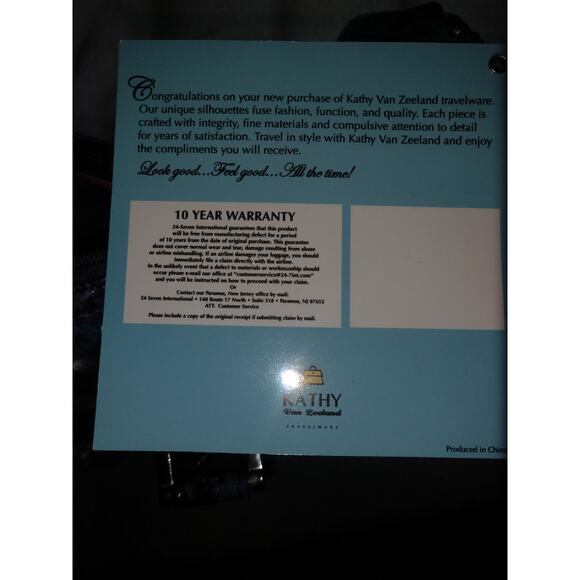 Congratulations on your new purchase of Kathy Van Zeeland travelware.
Our unique silhouettes fuse fashion, function, and quality. Each piece is
crafted with integrity, fine materials and compulsive attention to detail
for years of satisfaction. Travel in style with Kathy Van Zeeland and enjoy
the compliments you will receive.
Look good...Feel good...All the time!
10 YEAR WARRANTY
24-Seven International guarantees that this product
will be free from manufacturing defect for a period
of 10 years from the date of original purchase. This guarantee
does not cover normal wear and tear, damage resulting from abuse
or airline mishandling. If an airline damages your luggage, you should
immediately file a claim directly with the airline.
In the unlikely event that a defect to materials or workmanship should
occur please e-mail our office at "customerservice@24-7int.com"
and you will be instructed on how to proceed with your claim.
Or
Contact our Paramus, New Jersey office by mail:
24 Seven International • 140 Route 17 North • Suite 318 • Paramus, NJ 07652
ATT: Customer Service
Please include a copy of the original receipt if submitting claim by mail.
KATHY
Van Zeeland
TRAVELWARE
Produced in China